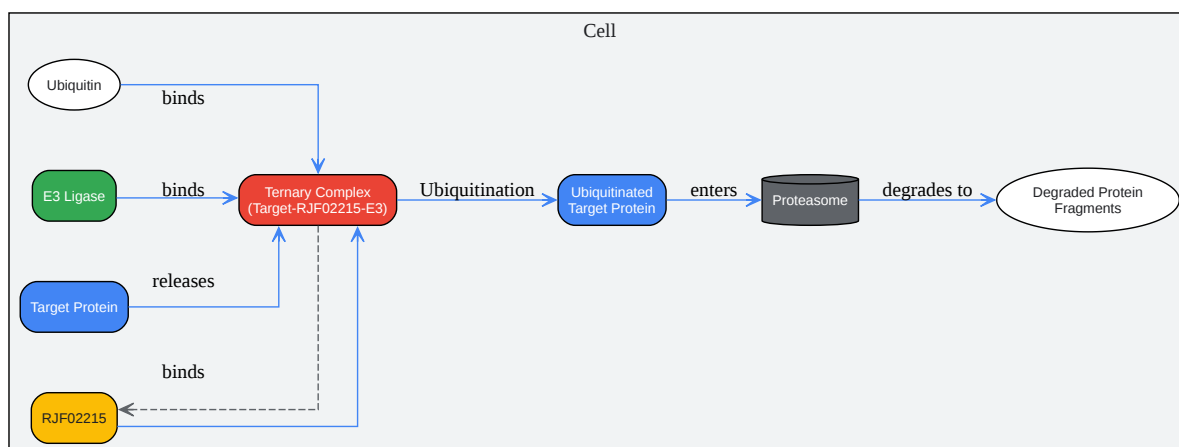 Cell
Ubiquitin
binds
E3 Ligase
binds
Ternary Complex
(Target-RJF02215-E3)
Ubiquitination
Ubiquitinated
Target Protein
enters
Proteasome
degrades to
Degraded Protein
Fragments
releases
Target Protein
binds
RJF02215